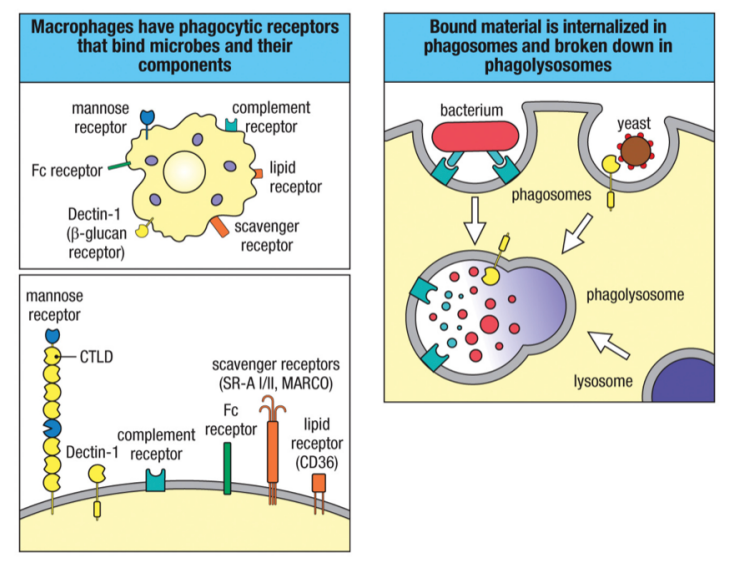 Macrophages have phagocytic receptors
that bind microbes and their
components
mannose
receptor
complement
receptor
Fc receptor
lipid
receptor
Dectin-1
(β-glucan
receptor)
scavenger
receptor
mannose
receptor
CTLD
Dectin-1
complement
receptor
Fc
receptor
scavenger receptors
(SR-A I/II, MARCO)
lipid
receptor
(CD36)
Bound material is internalized in
phagosomes and broken down in
phagolysosomes
bacterium
yeast
phagosomes
phagolysosome
lysosome